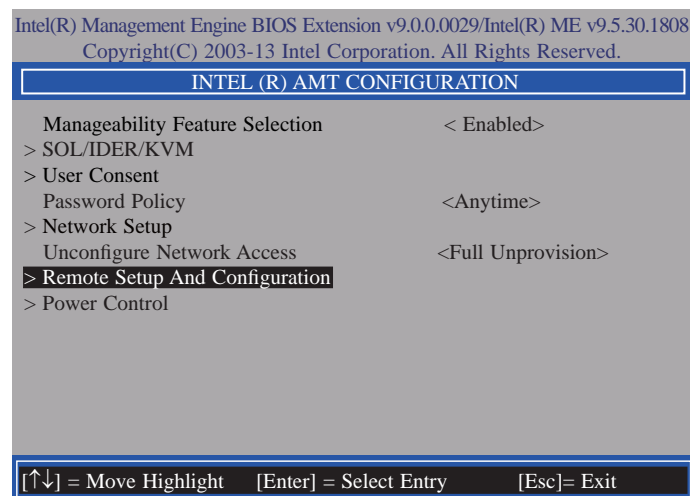 Intel(R) Management Engine BIOS Extension v9.0.0.0029/Intel(R) ME v9.5.30.1808
Copyright(C) 2003-13 Intel Corporation. All Rights Reserved.
INTEL (R) AMT CONFIGURATION
Manageability Feature Selection < Enabled>
> SOL/IDER/KVM
> User Consent
Password Policy <Anytime>
> Network Setup
Unconfigure Network Access <Full Unprovision>
> Remote Setup And Configuration
> Power Control
[↑↓] = Move Highlight [Enter] = Select Entry [Esc]= Exit